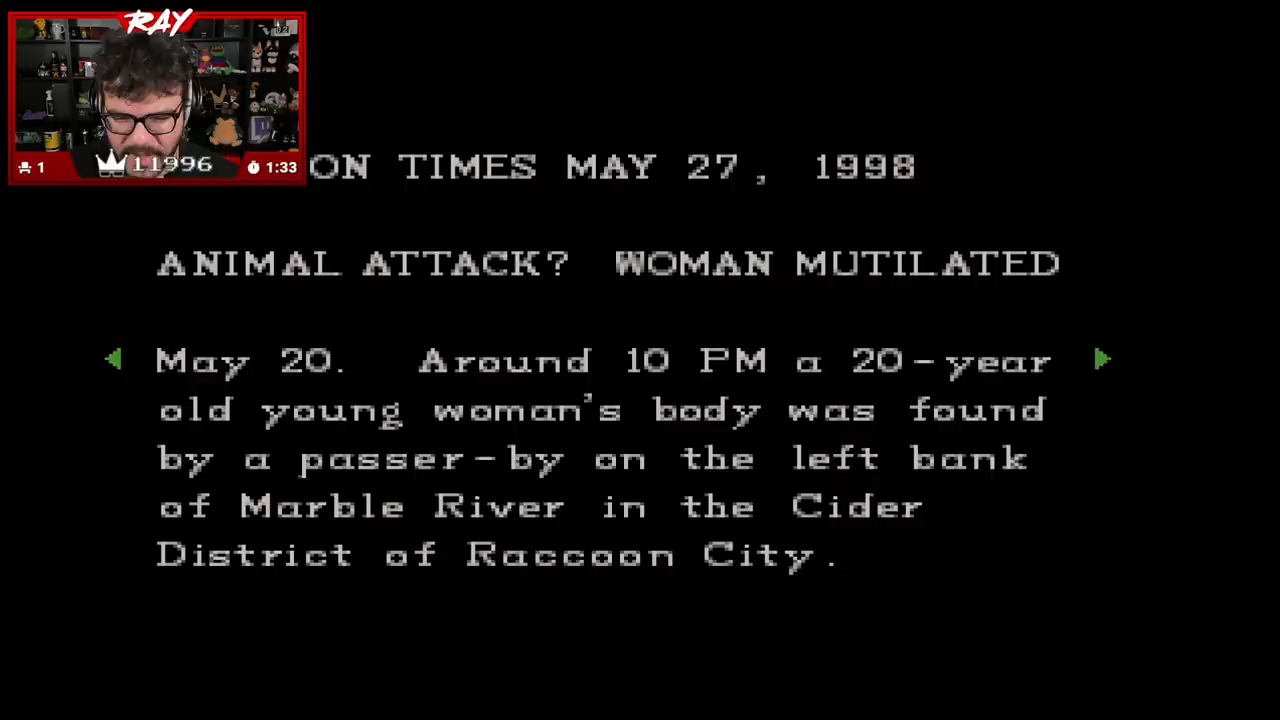 RAY
1
11996
1:33
ON TIMES MAY 27, 1998
ANIMAL ATTACK? WOMAN MUTILATED
May 20. Around 10 PM a 20-year
old young woman's body was found
by a passer-by on the left bank
of Marble River in the Cider
District of Raccoon City.